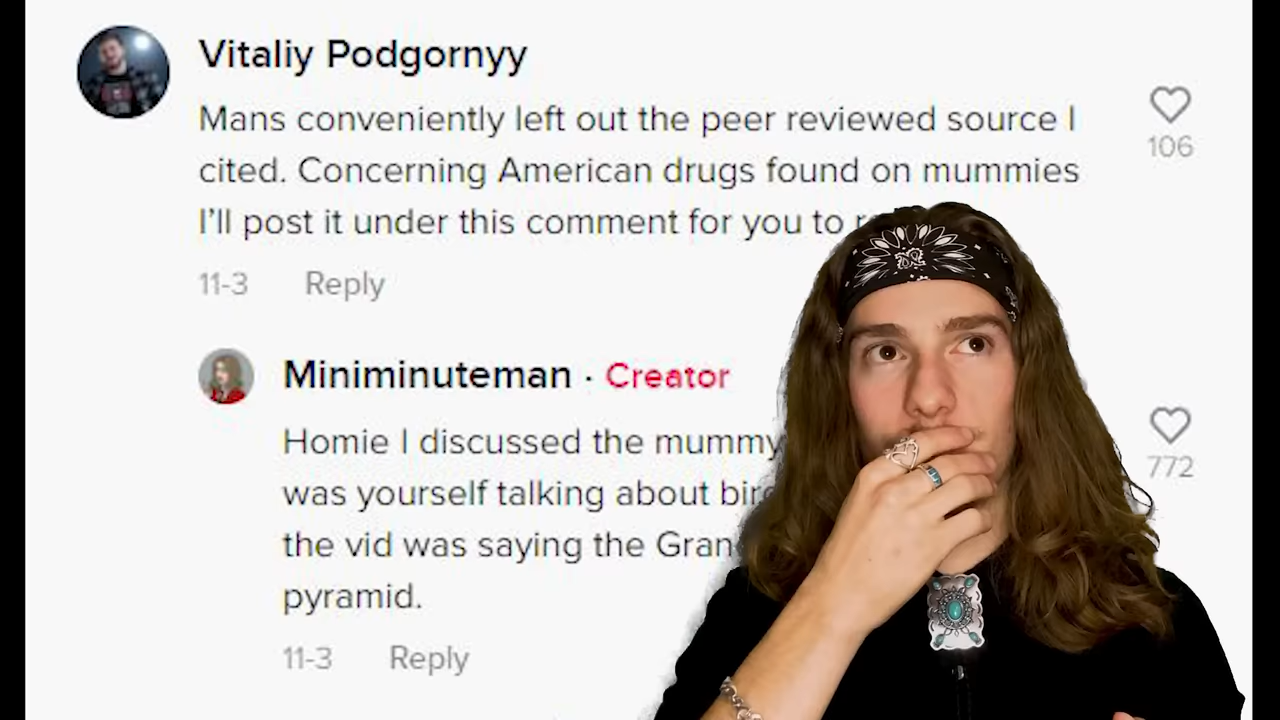 Vitaliy Podgornyy
Mans conveniently left out the peer reviewed source I
106
cited. Concerning American drugs found on mummies
I'll post it under this comment for you to
11-3 Reply
Miniminuteman · Creator
Homie I discussed the mummy
was yourself talking about
772
the vid was saying the
pyramid.
11-3 Reply